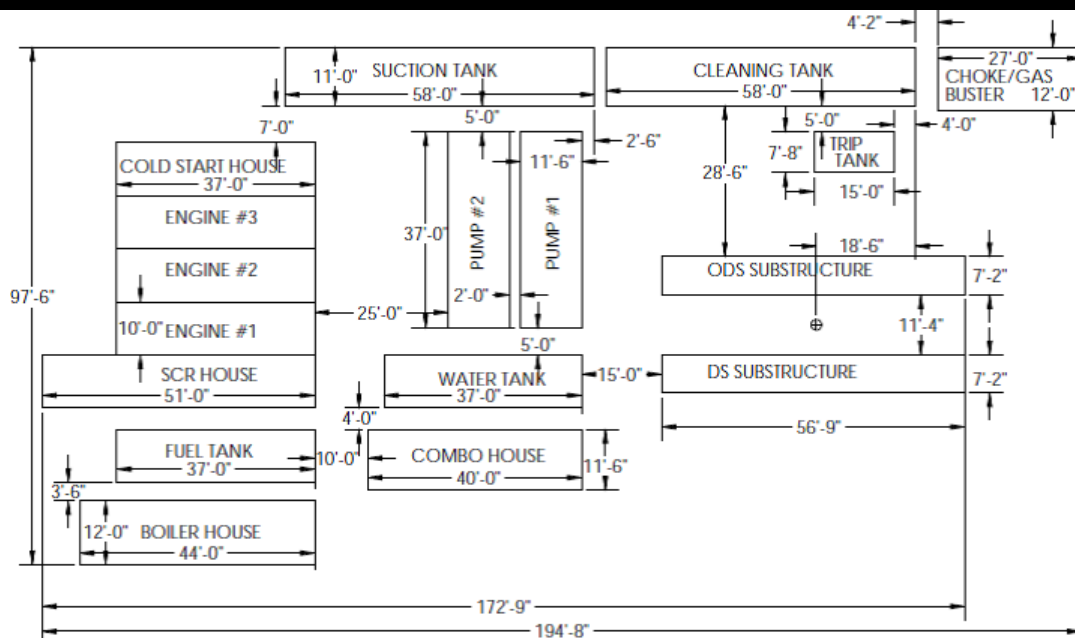 4'-2"
11'-0" SUCTION TANK
58'-0"
CLEANING TANK
58'-0"
27'-0"
CHOKE/GAS
BUSTER 12'-0"
7'-0"
5'-0"
2'-6"
5'-0"
4'-0"
COLD START HOUSE
37'-0"
11'-6"
7'-8"
TRIP
TANK
28'-6"
15'-0"
ENGINE #3
37'-0"
PUMP #2
PUMP #1
18'-6"
ENGINE #2
ODS SUBSTRUCTURE
7'-2"
97'-6"
2'-0"
25'-0"
10'-0" ENGINE #1
11'-4"
5'-0"
SCR HOUSE
51'-0"
WATER TANK
37'-0"
15'-0"
DS SUBSTRUCTURE
7'-2"
4'-0"
56'-9"
FUEL TANK
37'-0"
10'-0"
COMBO HOUSE
40'-0"
11'-6"
3'-6"
12'-0" BOILER HOUSE
44'-0"
172'-9"
194'-8"